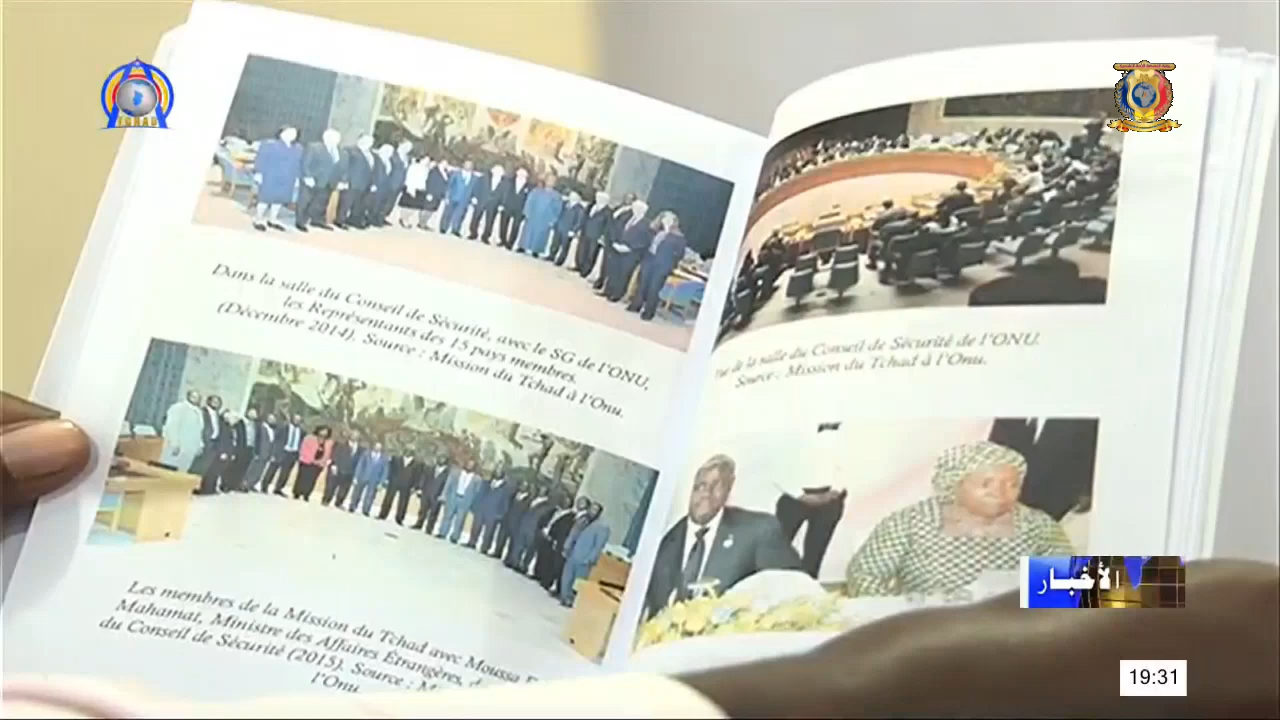 TCHAD
Dans la salle du Conseil de Sécurité, avec le SG de l'ONU,
les Représentants des 15 pays membres.
(Décembre 2014). Source : Mission du Tchad à l'Onu.
de la salle du Conseil de Sécurité de l'ONU.
Source : Mission du Tchad à l'Onu.
Les membres de la Mission du Tchad avec Moussa
Mahamat, Ministre des Affaires Étrangères,
du Conseil de Sécurité (2015). Source :
l'Onu
الأخبار
19:31